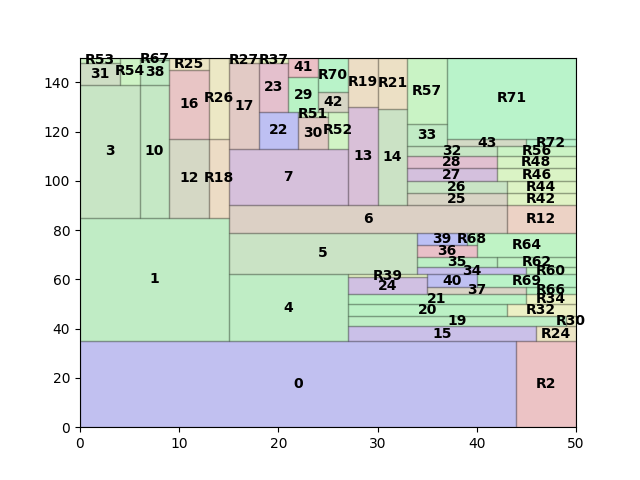 R53 R67 R25 R27 R37 41
31 R54 38 R70 R19 R21
16 R26 17 23 29 42 R57 R71
R51
22 30 R52 33 43 R72
3 10 12 R18 7 13 14 32 R56
28 R48
27 R46
26 R44
25 R42
6 R12
39 R68 R64
5 36
35 R62
34 R60
1 R39 24 40 R69
37 R66
21 R34
4 20 R32
19 R30
15 R24
0 R2
140
120
100
80
60
40
20
0
0 10 20 30 40 50